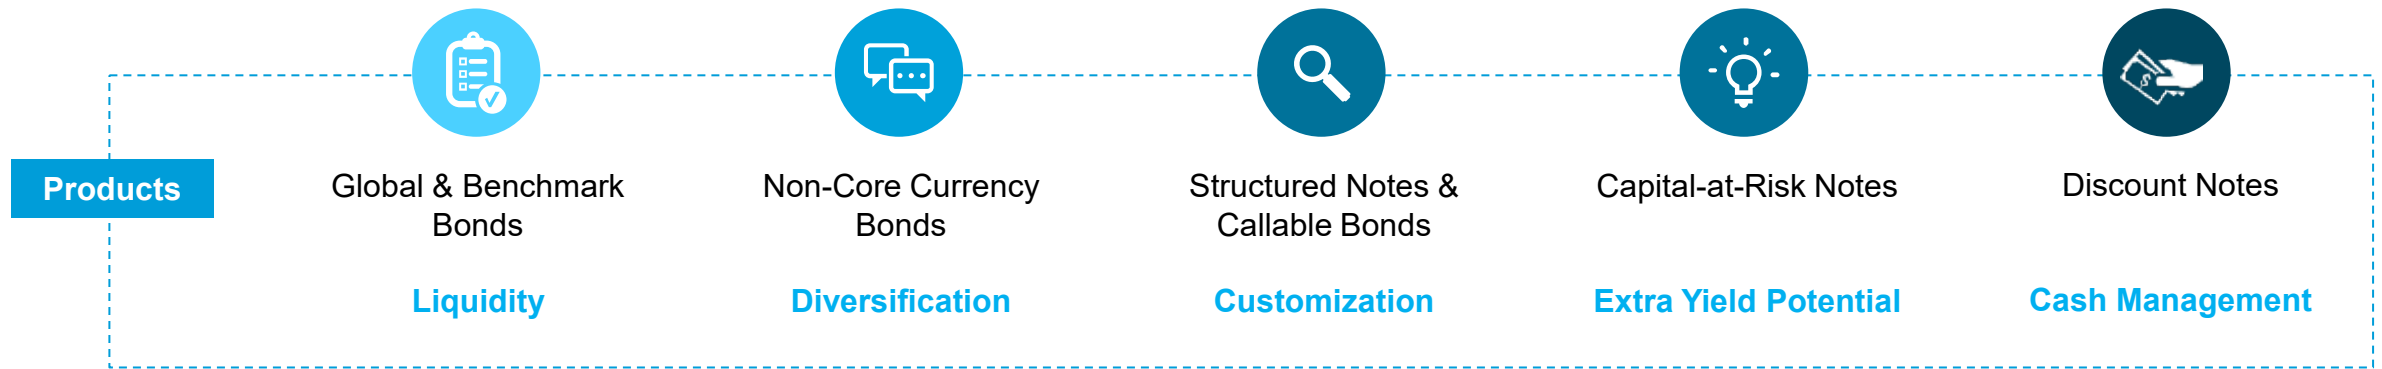 Products
Global & Benchmark
Bonds
Liquidity
Non-Core Currency
Bonds
Diversification
Structured Notes &
Callable Bonds
Customization
Capital-at-Risk Notes
Extra Yield Potential
$
Discount Notes
Cash Management